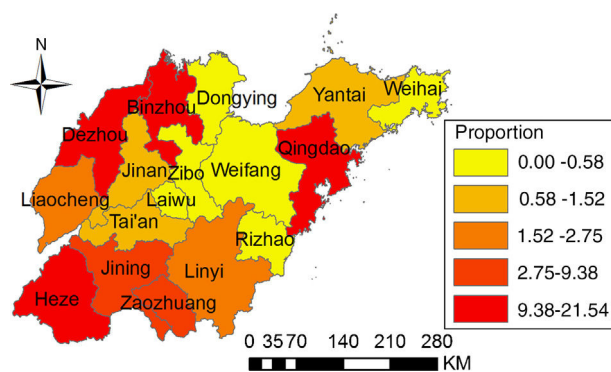 N
Binzhou
Dongying
Yantai
Weihai
Dezhou
Qingdao
Jinan
Zibo
Weifang
Liaocheng
Laiwu
Tai'an
Rizhao
Jining
Linyi
Heze
Zaozhuang
Proportion
0.00 -0.58
0.58 -1.52
1.52 -2.75
2.75-9.38
9.38-21.54
0 35 70 140 210 280
KM